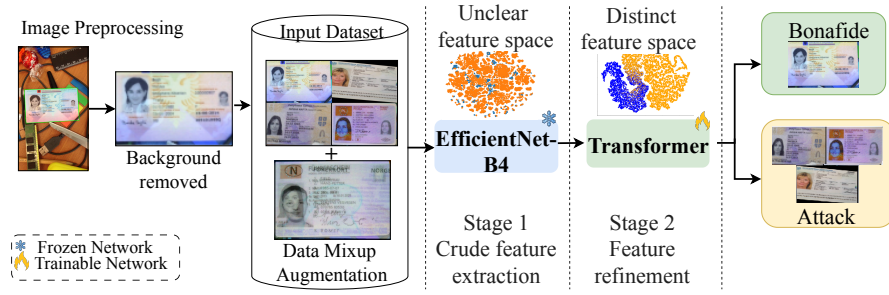 Image Preprocessing
Background
removed
Input Dataset
+
Data Mixup
Augmentation
Unclear
feature space
EfficientNet-
B4
Stage 1
Crude feature
extraction
Distinct
feature space
Transformer
Stage 2
Feature
refinement
Bonafide
Attack
Frozen Network
Trainable Network